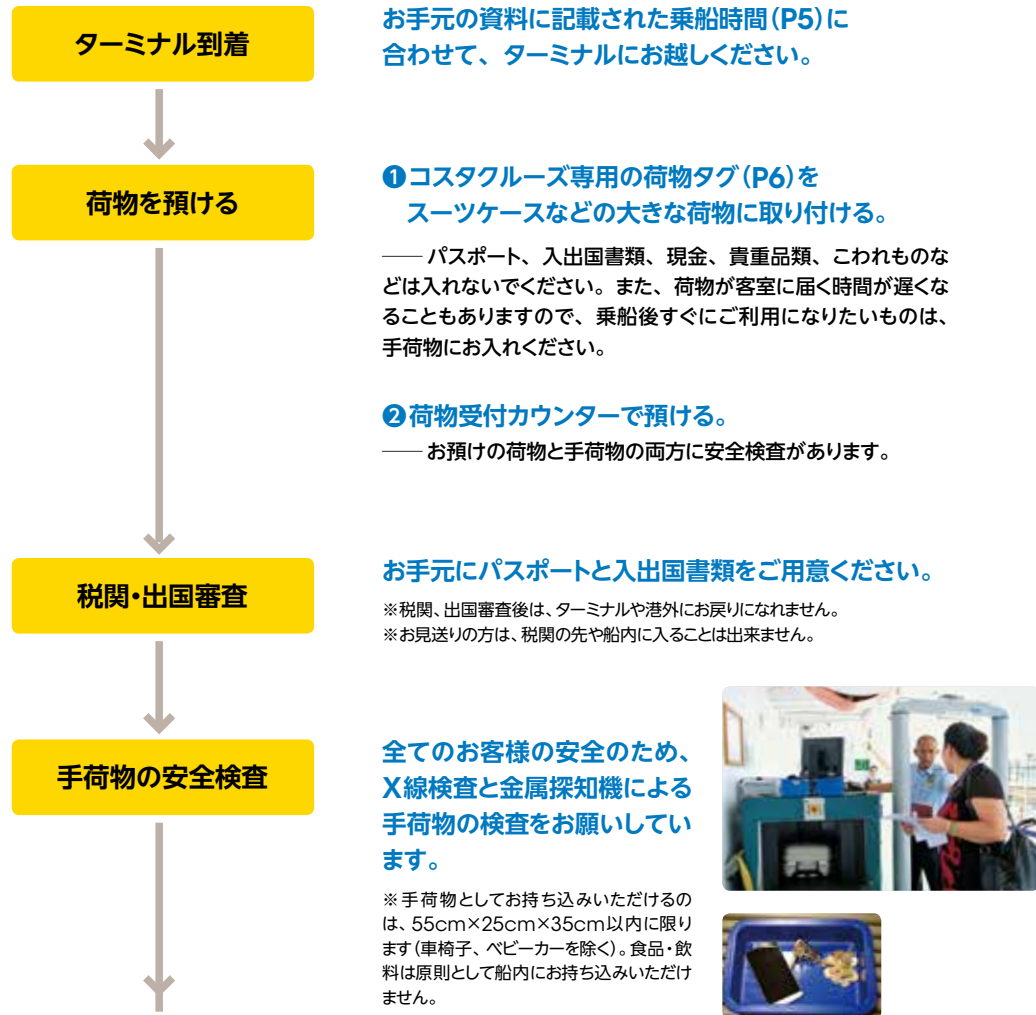 ターミナル到着
お手元の資料に記載された乗船時間（P5）に
合わせて、ターミナルにお越しください。
荷物を預ける
❶コスタクルーズ専用の荷物タグ（P6）を
スーツケースなどの大きな荷物に取り付ける。
── パスポート、入出国書類、現金、貴重品類、こわれものな
どは入れないでください。また、荷物が客室に届く時間が遅くな
ることもありますので、乗船後すぐにご利用になりたいものは、
手荷物にお入れください。
❷荷物受付カウンターで預ける。
── お預けの荷物と手荷物の両方に安全検査があります。
税関・出国審査
お手元にパスポートと入出国書類をご用意ください。
※税関、出国審査後は、ターミナルや港外にお戻りになれません。
※お見送りの方は、税関の先や船内に入ることは出来ません。
手荷物の安全検査
全てのお客様の安全のため、
X線検査と金属探知機による
手荷物の検査をお願いしてい
ます。
※手荷物としてお持ち込みいただけるの
は、55cm×25cm×35cm以内に限り
ます（車椅子、ベビーカーを除く）。食品・飲
料は原則として船内にお持ち込みいただけ
ません。